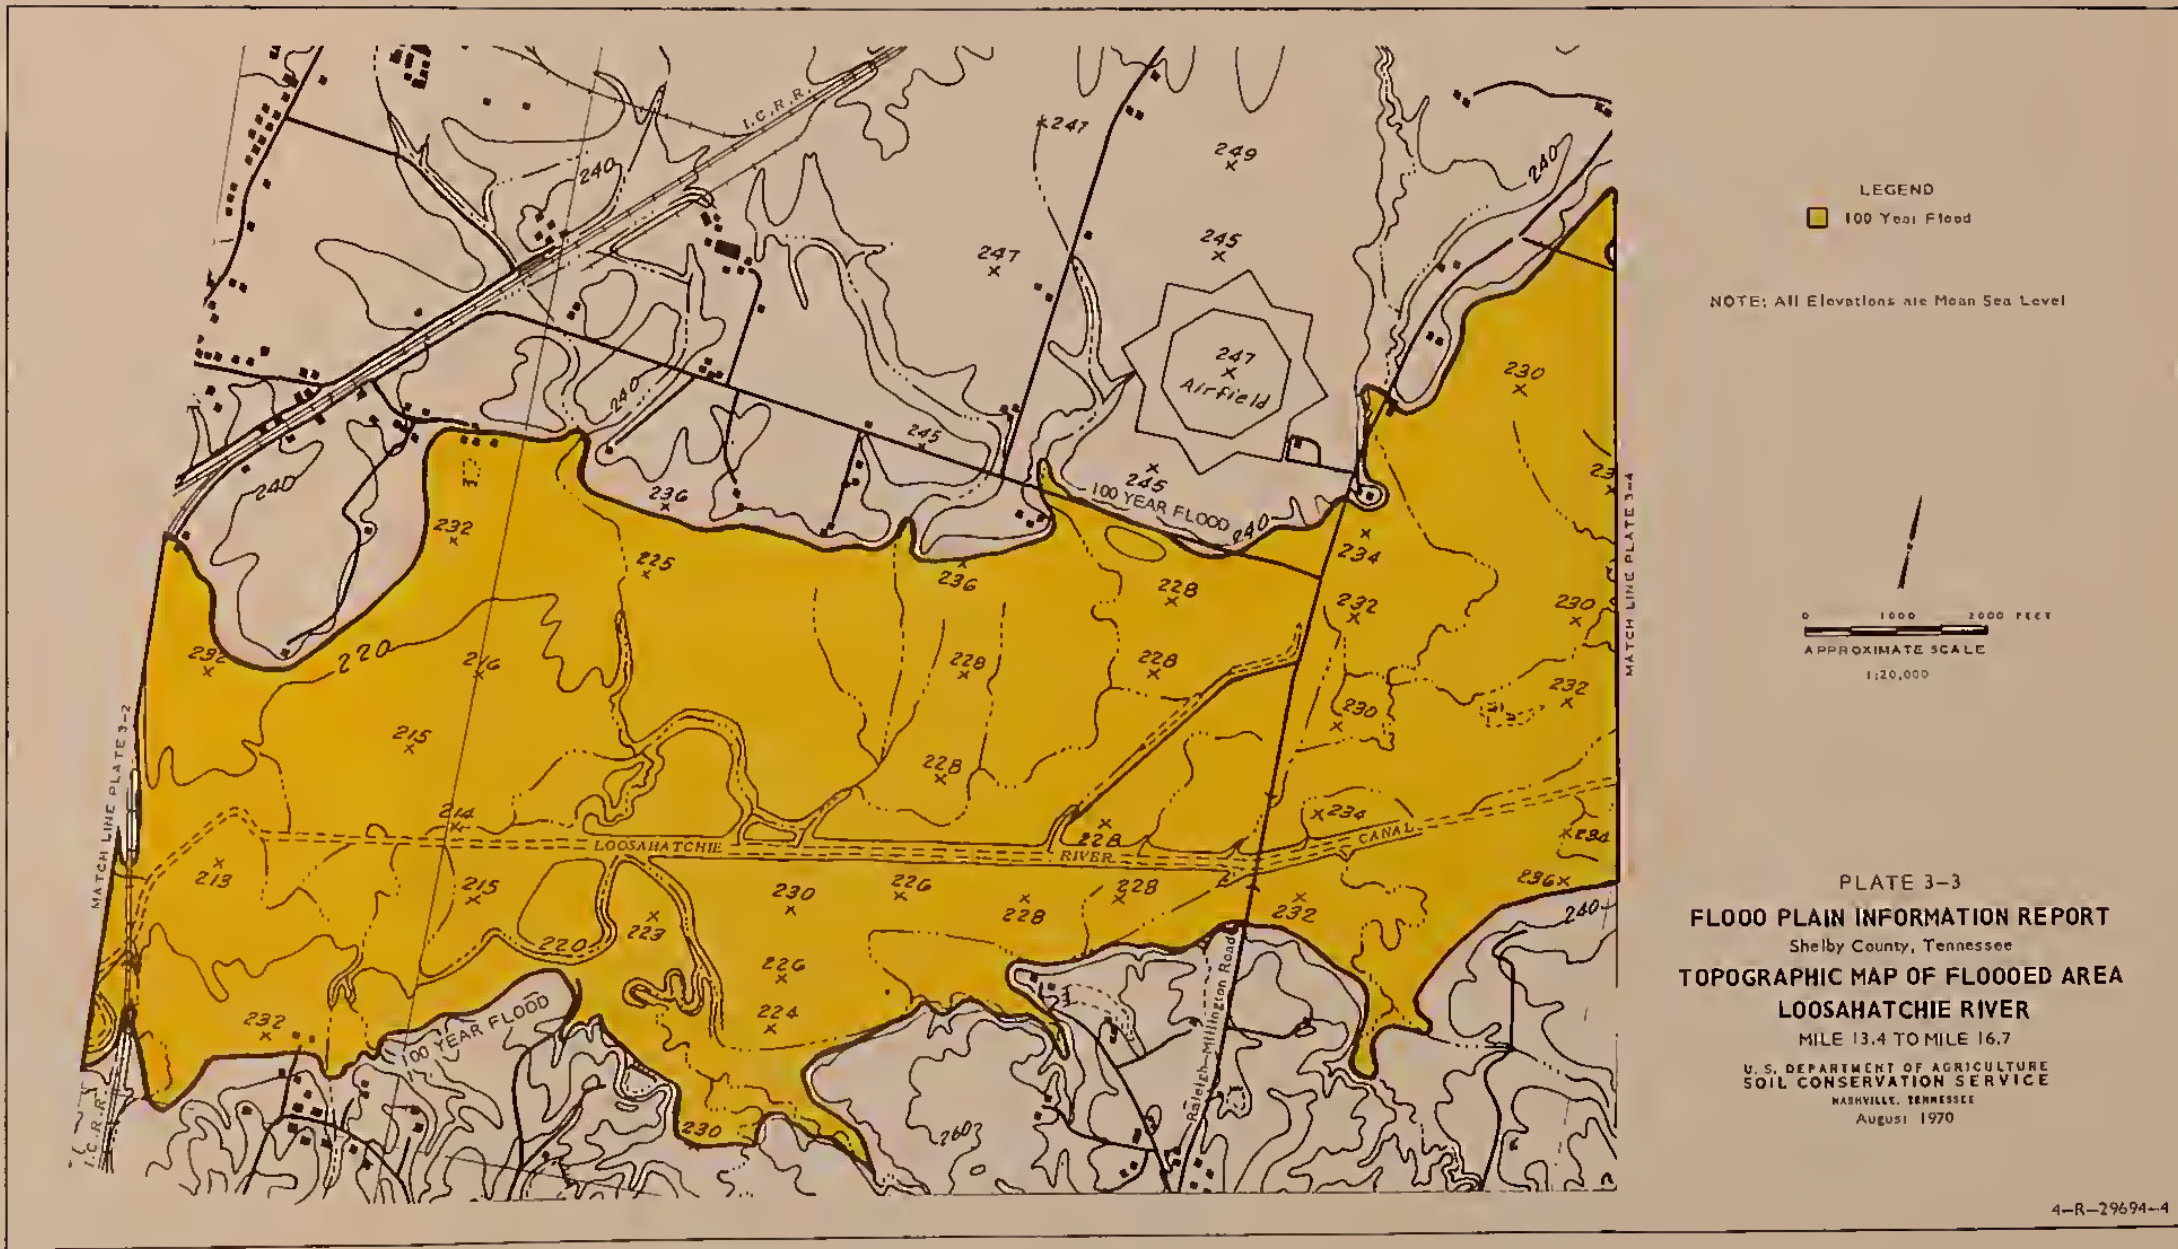 I.C.R.R.
247
249
240
240
245
247
247
Airfield
230
240
245
240
236
245
100 YEAR FLOOD
240
232
225
236
228
234
232
230
232
220
216
228
228
232
230
215
228
214
234
228
234
LOOSAHATCHIE
RIVER
CANAL
213
215
230
226
228
228
232
236
240
220
223
226
224
232
100 YEAR FLOOD
230
260
Raleigh-Millington Road
I.C.R.R.
MATCH LINE PLATE 3-2
MATCH LINE PLATE 3-4
LEGEND
100 Year Flood
NOTE: All Elevations are Mean Sea Level
0 1000 2000 FEET
APPROXIMATE SCALE
1:20,000
PLATE 3-3
FLOOD PLAIN INFORMATION REPORT
Shelby County, Tennessee
TOPOGRAPHIC MAP OF FLOODED AREA
LOOSAHATCHIE RIVER
MILE 13.4 TO MILE 16.7
U. S. DEPARTMENT OF AGRICULTURE
SOIL CONSERVATION SERVICE
NASHVILLE, TENNESSEE
August 1970
4-R-29694-4